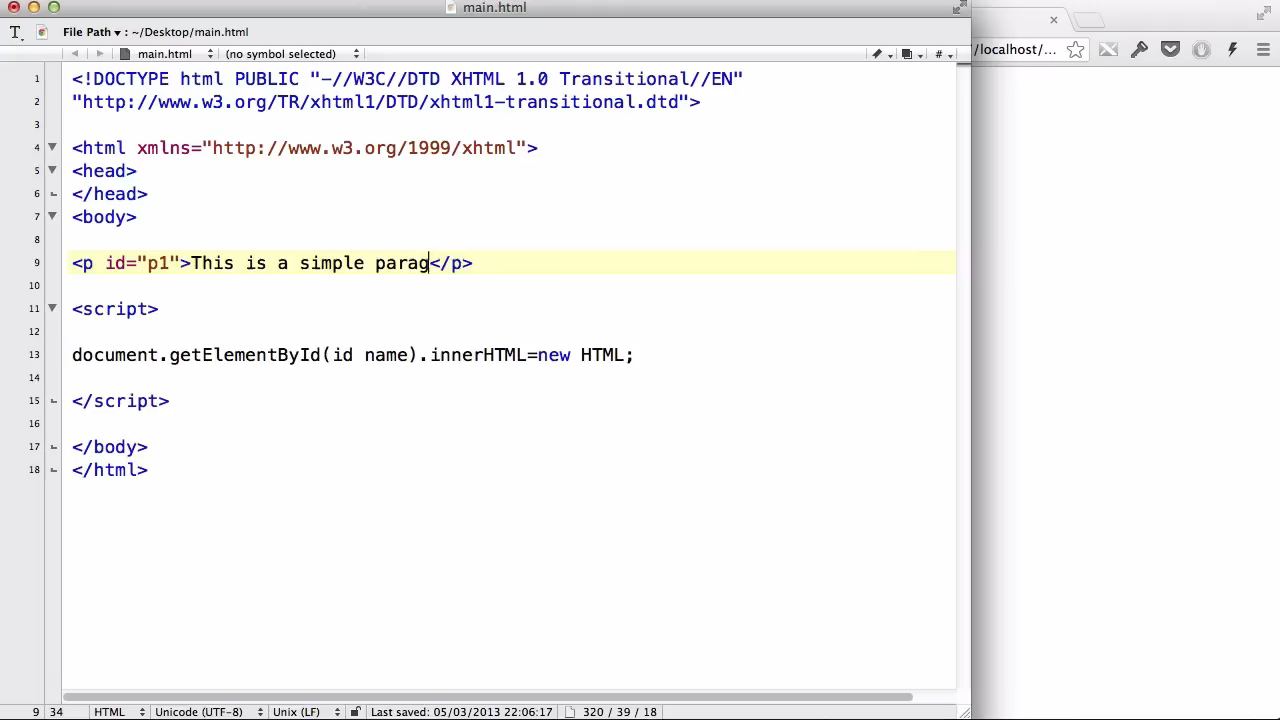 main.html
File Path ▾ : ~/Desktop/main.html
main.html (no symbol selected) #
/localhost/...
1 <!DOCTYPE html PUBLIC "-//W3C//DTD XHTML 1.0 Transitional//EN"
2 "http://www.w3.org/TR/xhtml1/DTD/xhtml1-transitional.dtd">
3
4 <html xmlns="http://www.w3.org/1999/xhtml">
5 <head>
6 </head>
7 <body>
8
9 <p id="p1">This is a simple parag</p>
10
11 <script>
12
13 document.getElementById(id name).innerHTML=new HTML;
14
15 </script>
16
17 </body>
18 </html>
9 34 HTML Unicode (UTF-8) Unix (LF) Last saved: 05/03/2013 22:06:17 320 / 39 / 18